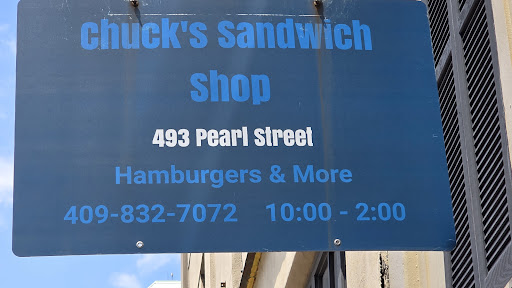 Chuck's Sandwich
Shop
493 Pearl Street
Hamburgers & More
409-832-7072 10:00 - 2:00